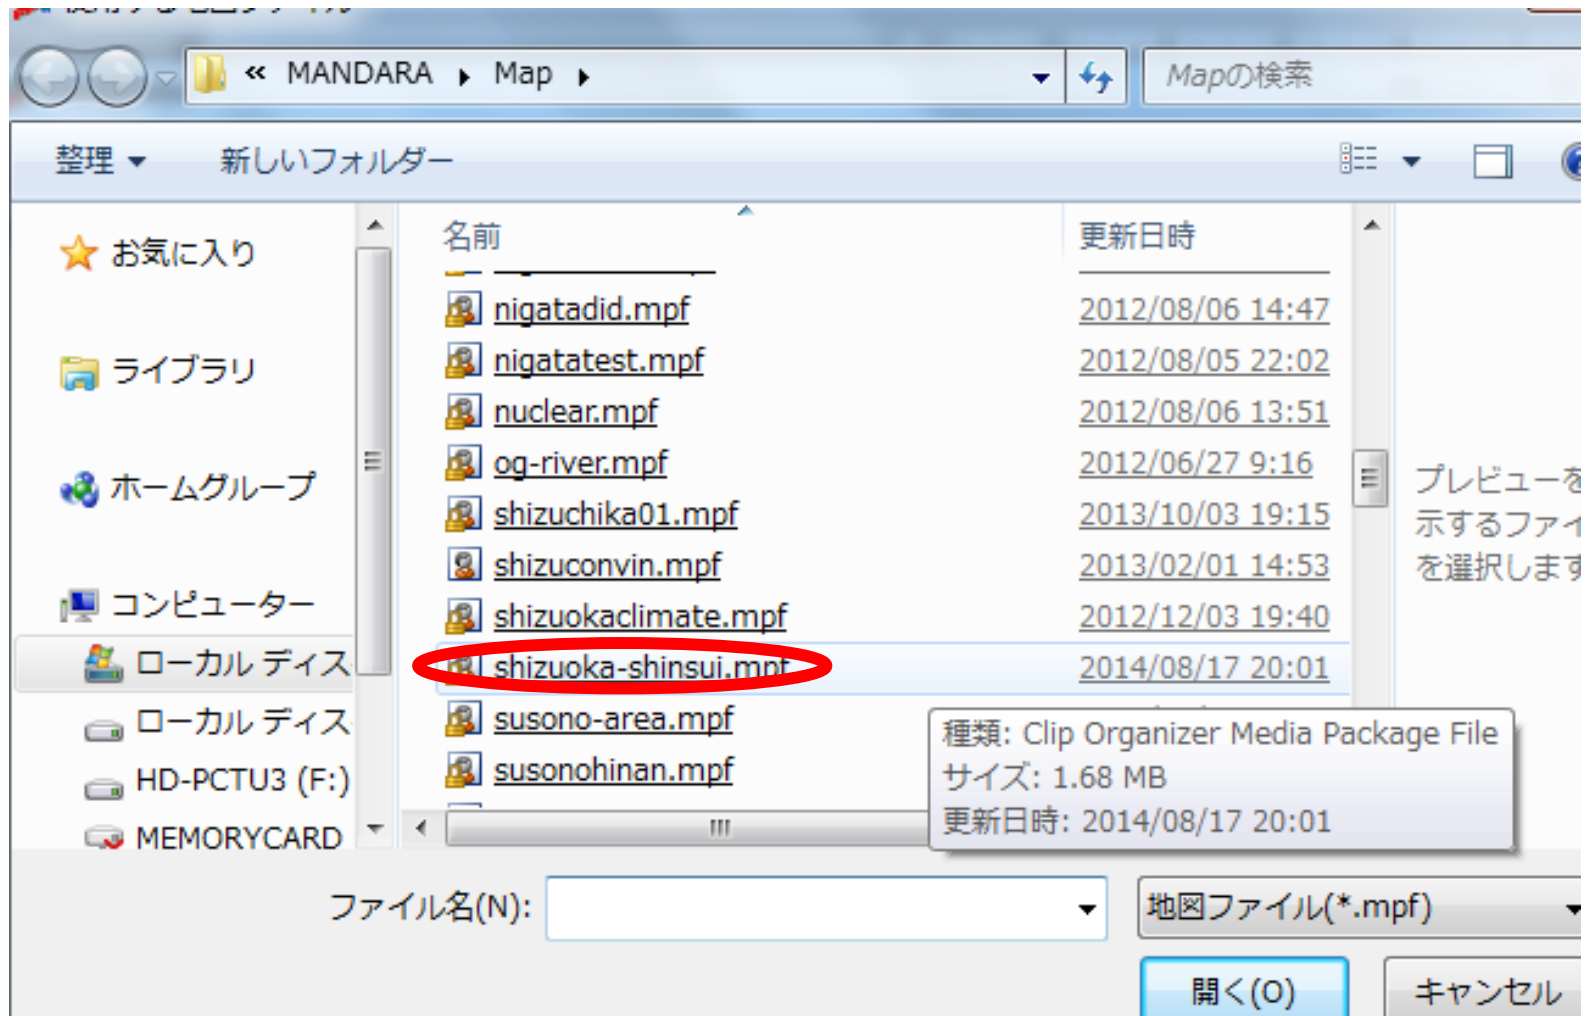 « MANDARA ▸ Map ▸
Mapの検索
整理
新しいフォルダー
お気に入り
ライブラリ
ホームグループ
コンピューター
ローカル ディス
ローカル ディス
HD-PCTU3 (F:)
MEMORYCARD
名前 更新日時
nigatadid.mpf 2012/08/06 14:47
nigatatest.mpf 2012/08/05 22:02
nuclear.mpf 2012/08/06 13:51
og-river.mpf 2012/06/27 9:16
shizuchika01.mpf 2013/10/03 19:15
shizuconvin.mpf 2013/02/01 14:53
shizuokaclimate.mpf 2012/12/03 19:40
shizuoka-shinsui.mpf 2014/08/17 20:01
susono-area.mpf
susonohinan.mpf
種類: Clip Organizer Media Package File
サイズ: 1.68 MB
更新日時: 2014/08/17 20:01
プレビューを
示するファイ
を選択します
ファイル名(N):
地図ファイル(*.mpf)
開く(O)
キャンセル